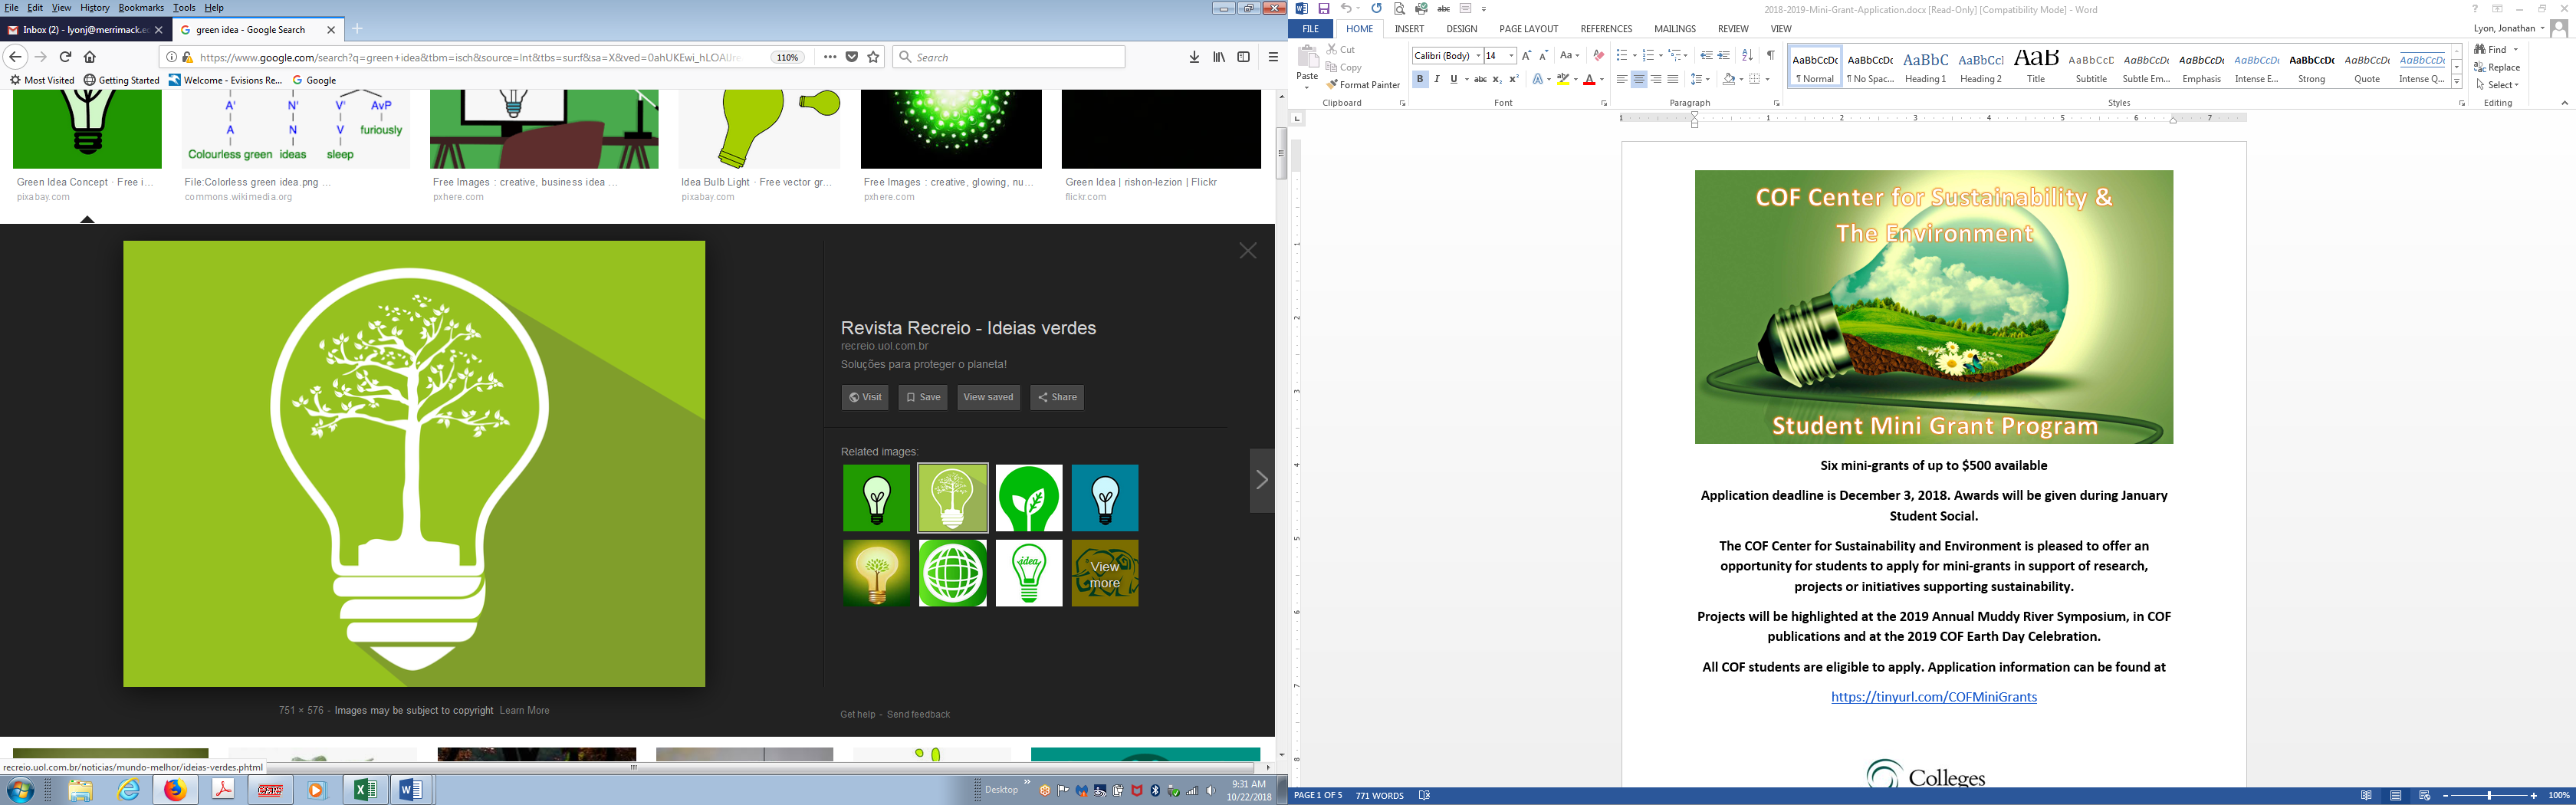 File Edit View History Bookmarks Tools Help
Inbox (2) - lyonj@merrimack.ed
green idea - Google Search
https://www.google.com/search?q=green+idea&tbm=isch&source=lnt&tbs=sur:f&sa=X&ved=0ahUKEwi_hLOAUre
110%
Search
Most Visited Getting Started Welcome - Evisions Re... Google
A' N' V' AvP
A N V furiously
Colourless green ideas sleep
Green Idea Concept · Free i...
pixabay.com
File:Colorless green idea.png ...
commons.wikimedia.org
Free Images : creative, business idea ...
pxhere.com
Idea Bulb Light · Free vector gr...
pixabay.com
Free Images : creative, glowing, nu...
pxhere.com
Green Idea | rishon-lezion | Flickr
flickr.com
Revista Recreio - Ideias verdes
recreio.uol.com.br
Soluções para proteger o planeta!
Visit Save View saved Share
Related images:
idea
View
more
751 × 576 - Images may be subject to copyright Learn More
Get help - Send feedback
recreio.uol.com.br/noticias/mundo-melhor/ideias-verdes.phtml
Desktop
9:31 AM
10/22/2018
2018-2019-Mini-Grant-Application.docx [Read-Only] [Compatibility Mode] - Word
FILE HOME INSERT DESIGN PAGE LAYOUT REFERENCES MAILINGS REVIEW VIEW
Lyon, Jonathan
Paste
Cut
Copy
Format Painter
Clipboard
Calibri (Body) 14
Font
Paragraph
¶ Normal ¶ No Spac... Heading 1 Heading 2 Title Subtitle Subtle Em... Emphasis Intense E... Strong Quote Intense Q...
Styles
Find
Replace
Select
Editing
COF Center for Sustainability &
The Environment
Student Mini Grant Program
Six mini-grants of up to $500 available
Application deadline is December 3, 2018. Awards will be given during January
Student Social.
The COF Center for Sustainability and Environment is pleased to offer an
opportunity for students to apply for mini-grants in support of research,
projects or initiatives supporting sustainability.
Projects will be highlighted at the 2019 Annual Muddy River Symposium, in COF
publications and at the 2019 COF Earth Day Celebration.
All COF students are eligible to apply. Application information can be found at
https://tinyurl.com/COFMiniGrants
Colleges
PAGE 1 OF 5 771 WORDS
100%